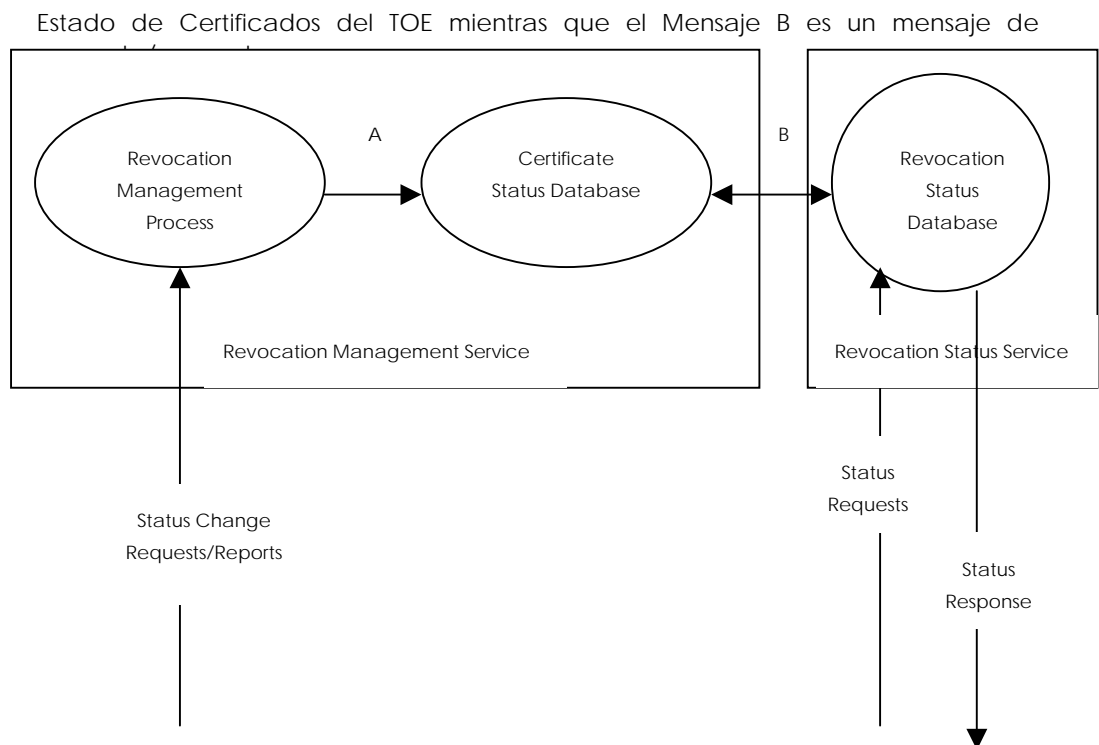 Estado de Certificados del TOE mientras que el Mensaje B es un mensaje de
Revocation
Management
Process
A
Certificate
Status Database
B
Revocation
Status
Database
Revocation Management Service
Revocation Status Service
Status Change
Requests/Reports
Status
Requests
Status
Response